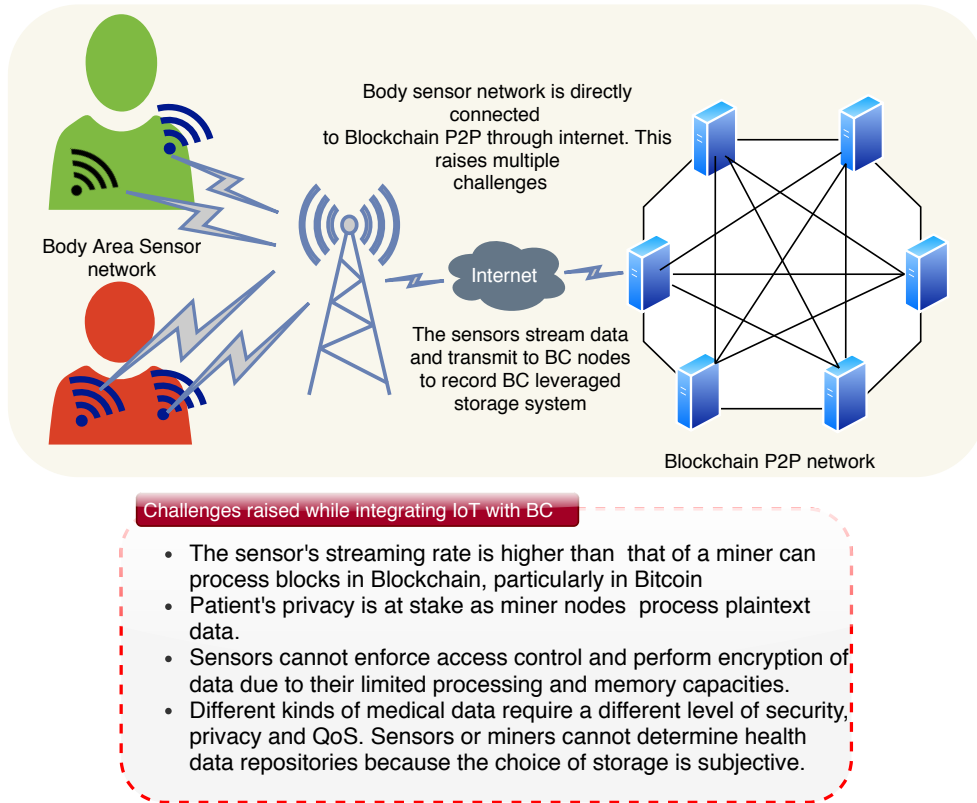 Body sensor network is directly
connected
to Blockchain P2P through internet. This
raises multiple
challenges
Body Area Sensor
network
Internet
The sensors stream data
and transmit to BC nodes
to record BC leveraged
storage system
Blockchain P2P network
Challenges raised while integrating IoT with BC
• The sensor's streaming rate is higher than that of a miner can
process blocks in Blockchain, particularly in Bitcoin
• Patient's privacy is at stake as miner nodes process plaintext
data.
• Sensors cannot enforce access control and perform encryption of
data due to their limited processing and memory capacities.
• Different kinds of medical data require a different level of security,
privacy and QoS. Sensors or miners cannot determine health
data repositories because the choice of storage is subjective.